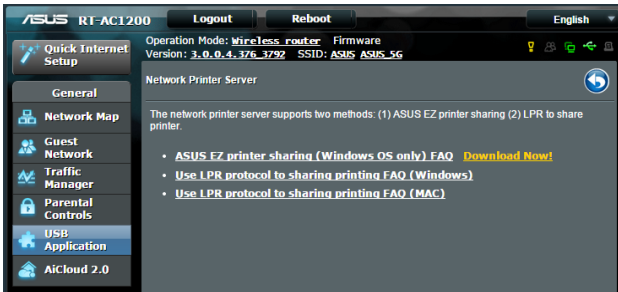 ASUS RT-AC1200 Logout Reboot English
Quick Internet
Setup
Operation Mode: Wireless router Firmware
Version: 3.0.0.4.376_3792 SSID: ASUS ASUS_5G
General
Network Map
Guest
Network
Traffic
Manager
Parental
Controls
USB
Application
AiCloud 2.0
Network Printer Server
The network printer server supports two methods: (1) ASUS EZ printer sharing (2) LPR to share
printer.
• ASUS EZ printer sharing (Windows OS only) FAQ Download Now!
• Use LPR protocol to sharing printing FAQ (Windows)
• Use LPR protocol to sharing printing FAQ (MAC)